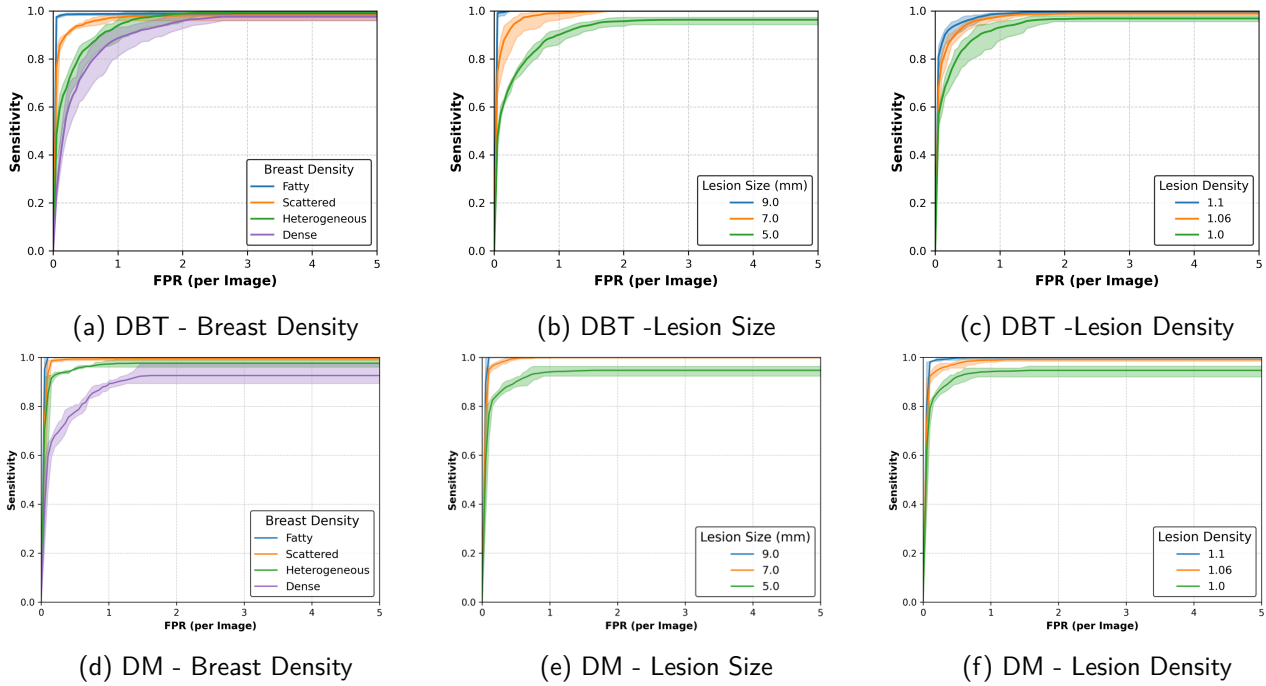 1.0
0.8
0.6
0.4
0.2
0.0
Sensitivity
0 1 2 3 4 5
FPR (per Image)
Breast Density
Fatty
Scattered
Heterogeneous
Dense
(a) DBT - Breast Density
1.0
0.8
0.6
0.4
0.2
0.0
Sensitivity
0 1 2 3 4 5
FPR (per Image)
Lesion Size (mm)
9.0
7.0
5.0
(b) DBT -Lesion Size
1.0
0.8
0.6
0.4
0.2
0.0
Sensitivity
0 1 2 3 4 5
FPR (per Image)
Lesion Density
1.1
1.06
1.0
(c) DBT -Lesion Density
1.0
0.8
0.6
0.4
0.2
0.0
Sensitivity
0 1 2 3 4 5
FPR (per Image)
Breast Density
Fatty
Scattered
Heterogeneous
Dense
(d) DM - Breast Density
1.0
0.8
0.6
0.4
0.2
0.0
Sensitivity
0 1 2 3 4 5
FPR (per Image)
Lesion Size (mm)
9.0
7.0
5.0
(e) DM - Lesion Size
1.0
0.8
0.6
0.4
0.2
0.0
Sensitivity
0 1 2 3 4 5
FPR (per Image)
Lesion Density
1.1
1.06
1.0
(f) DM - Lesion Density